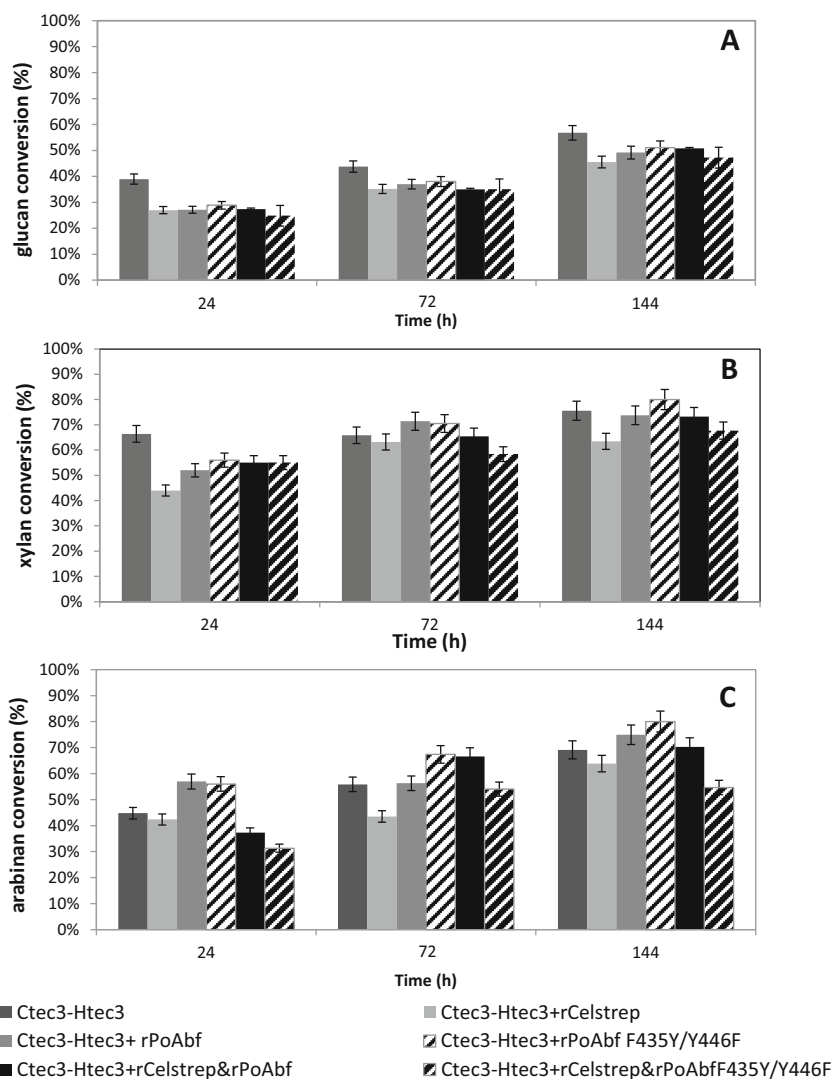 A
glucan conversion (%)
100%
90%
80%
70%
60%
50%
40%
30%
20%
10%
0%
24
72
144
Time (h)
B
xylan conversion (%)
100%
90%
80%
70%
60%
50%
40%
30%
20%
10%
0%
24
72
144
Time (h)
C
arabinan conversion (%)
100%
90%
80%
70%
60%
50%
40%
30%
20%
10%
0%
24
72
144
Time (h)
Ctec3-Htec3
Ctec3-Htec3+rCelstrep
Ctec3-Htec3+ rPoAbf
Ctec3-Htec3+rPoAbf F435Y/Y446F
Ctec3-Htec3+rCelstrep&rPoAbf
Ctec3-Htec3+rCelstrep&rPoAbfF435Y/Y446F